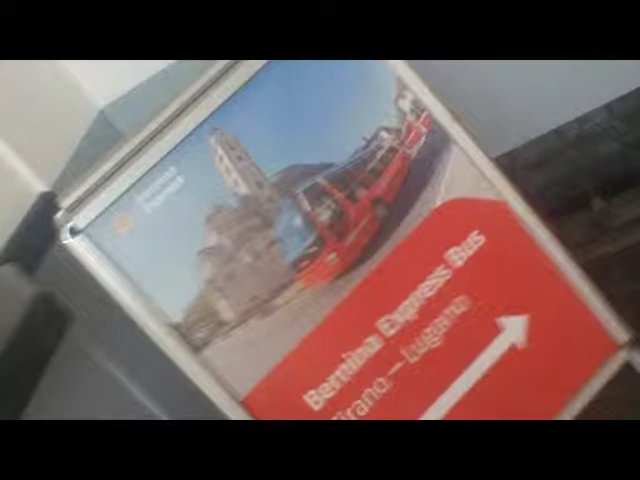 Bernina Express Bus
Tirano – Lugano